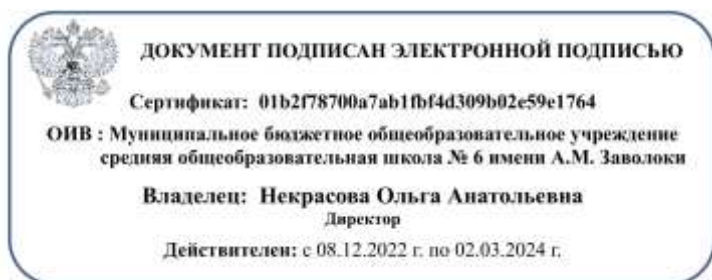 ДОКУМЕНТ ПОДПИСАН ЭЛЕКТРОННОЙ ПОДПИСЬЮ
Сертификат: 01b2f78700a7ab1fbf4d309b02e59e1764
ОИВ : Муниципальное бюджетное общеобразовательное учреждение
средняя общеобразовательная школа № 6 имени А.М. Заволоки
Владелец: Некрасова Ольга Анатольевна
Директор
Действителен: с 08.12.2022 г. по 02.03.2024 г.